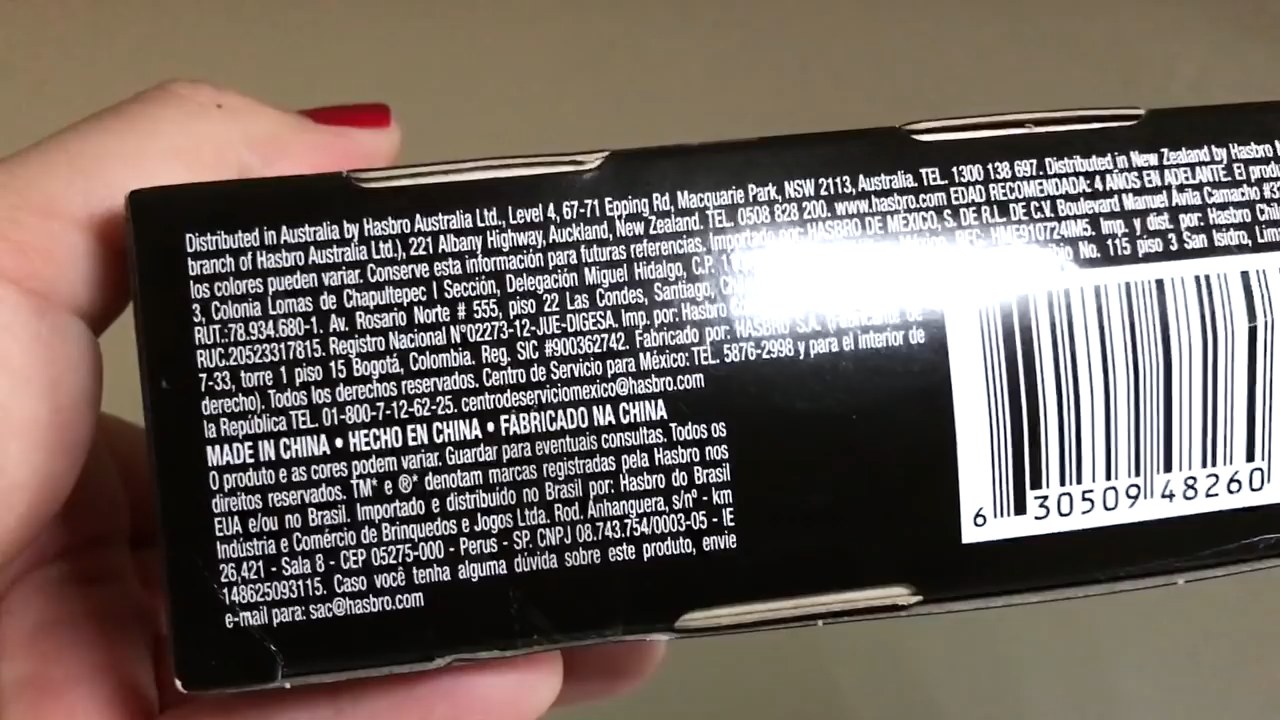 Distributed in Australia by Hasbro Australia Ltd., Level 4, 67-71 Epping Rd, Macquarie Park, NSW 2113, Australia. TEL. 1300 138 697. Distributed in New Zealand by Hasbro
branch of Hasbro Australia Ltd.), 221 Albany Highway, Auckland, New Zealand. TEL. 0508 828 200. www.hasbro.com EDAD RECOMENDADA: 4 AÑOS EN ADELANTE. El
los colores pueden variar. Conserve esta información para futuras referencias. Importado por: HASBRO DE MÉXICO, S. DE R.L. DE C.V. Boulevard Manuel Ávila Camacho
3, Colonia Lomas de Chapultepec I Sección, Delegación Miguel Hidalgo, C.P. México, RFC: HME910724IM5. Imp. y dist. por: Hasbro
RUT.:78.934.680-1. Av. Rosario Norte # 555, piso 22 Las Condes, Santiago, No. 115 piso 3 San Isidro,
RUC.20523317815. Registro Nacional N°02273-12-JUE-DIGESA. Imp. por: Hasbro
7-33, torre 1 piso 15 Bogotá, Colombia. Reg. SIC #900362742. Fabricado por: HASBRO S.A. (Fabricante de
derecho). Todos los derechos reservados. Centro de Servicio para México: TEL. 5876-2998 y para el interior de
la República TEL. 01-800-7-12-62-25. centrodeserviciomexico@hasbro.com
MADE IN CHINA • HECHO EN CHINA • FABRICADO NA CHINA
O produto e as cores podem variar. Guardar para eventuais consultas. Todos os
direitos reservados. TM* e ®* denotam marcas registradas pela Hasbro nos
EUA e/ou no Brasil. Importado e distribuído no Brasil por: Hasbro do Brasil
Indústria e Comércio de Brinquedos e Jogos Ltda. Rod. Anhanguera, s/nº - km
26,421 - Sala 8 - CEP 05275-000 - Perus - SP. CNPJ 08.743.754/0003-05 - IE
148625093115. Caso você tenha alguma dúvida sobre este produto, envie
e-mail para: sac@hasbro.com
6 30509 48260